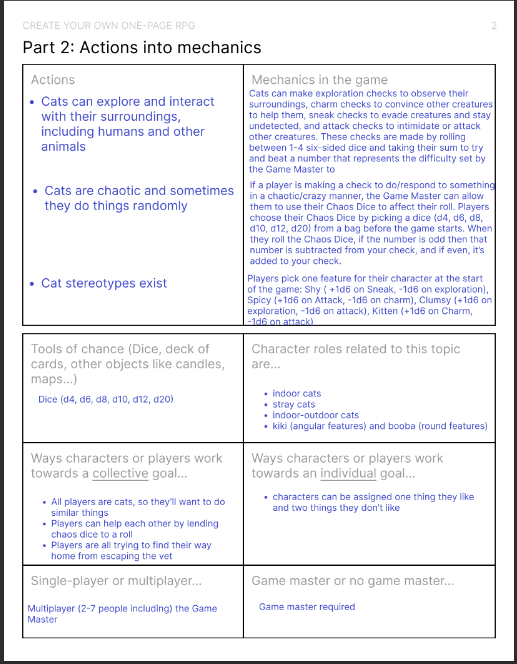 CREATE YOUR OWN ONE-PAGE RPG
2
Part 2: Actions into mechanics
Actions
• Cats can explore and interact
with their surroundings,
including humans and other
animals
• Cats are chaotic and sometimes
they do things randomly
• Cat stereotypes exist
Mechanics in the game
Cats can make exploration checks to observe their
surroundings, charm checks to convince other creatures
to help them, sneak checks to evade creatures and stay
undetected, and attack checks to intimidate or attack
other creatures. These checks are made by rolling
between 1-4 six-sided dice and taking their sum to try
and beat a number that represents the difficulty set by
the Game Master to
If a player is making a check to do/respond to something
in a chaotic/crazy manner, the Game Master can allow
them to use their Chaos Dice to affect their roll. Players
choose their Chaos Dice by picking a dice (d4, d6, d8,
d10, d12, d20) from a bag before the game starts. When
they roll the Chaos Dice, if the number is odd then that
number is subtracted from your check, and if even, it's
added to your check.
Players pick one feature for their character at the start
of the game: Shy ( +1d6 on Sneak, -1d6 on exploration),
Spicy (+1d6 on Attack, -1d6 on charm), Clumsy (+1d6 on
exploration, -1d6 on attack), Kitten (+1d6 on Charm,
-1d6 on attack)
Tools of chance (Dice, deck of
cards, other objects like candles,
maps...)
Dice (d4, d6, d8, d10, d12, d20)
Character roles related to this topic
are...
• indoor cats
• stray cats
• indoor-outdoor cats
• kiki (angular features) and booba (round features)
Ways characters or players work
towards a collective goal...
• All players are cats, so they'll want to do
similar things
• Players can help each other by lending
chaos dice to a roll
• Players are all trying to find their way
home from escaping the vet
Ways characters or players work
towards an individual goal...
• characters can be assigned one thing they like
and two things they don't like
Single-player or multiplayer...
Multiplayer (2-7 people including) the Game
Master
Game master or no game master...
Game master required